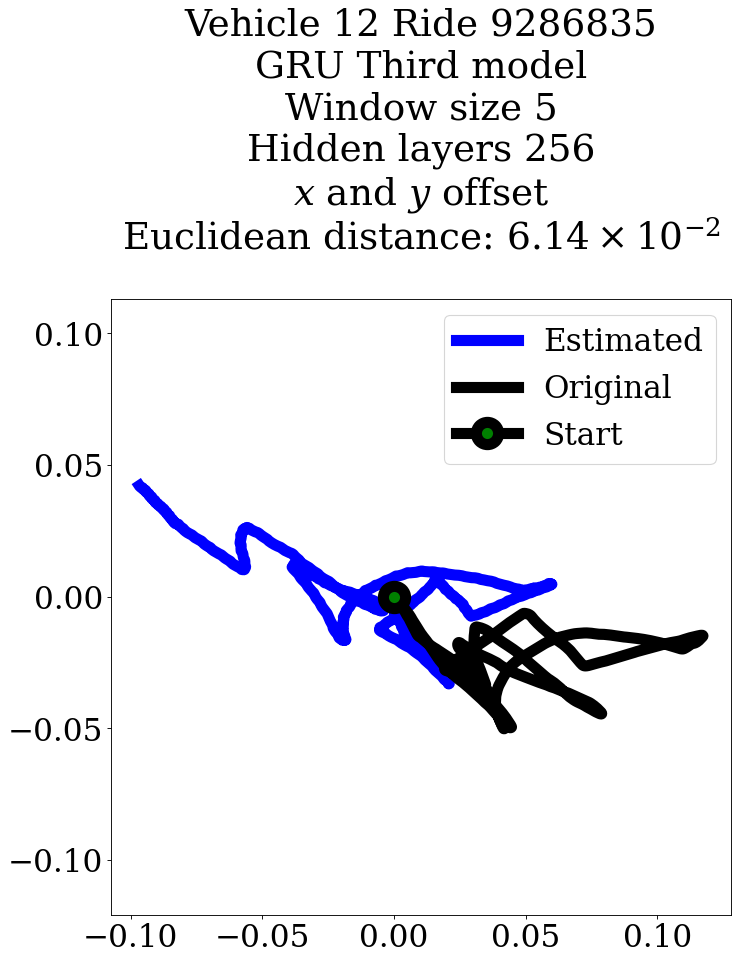 Vehicle 12 Ride 9286835
GRU Third model
Window size 5
Hidden layers 256
x and y offset
Euclidean distance: 6.14 × 10⁻²
Estimated
Original
Start
0.10
0.05
0.00
−0.05
−0.10
−0.10 −0.05 0.00 0.05 0.10